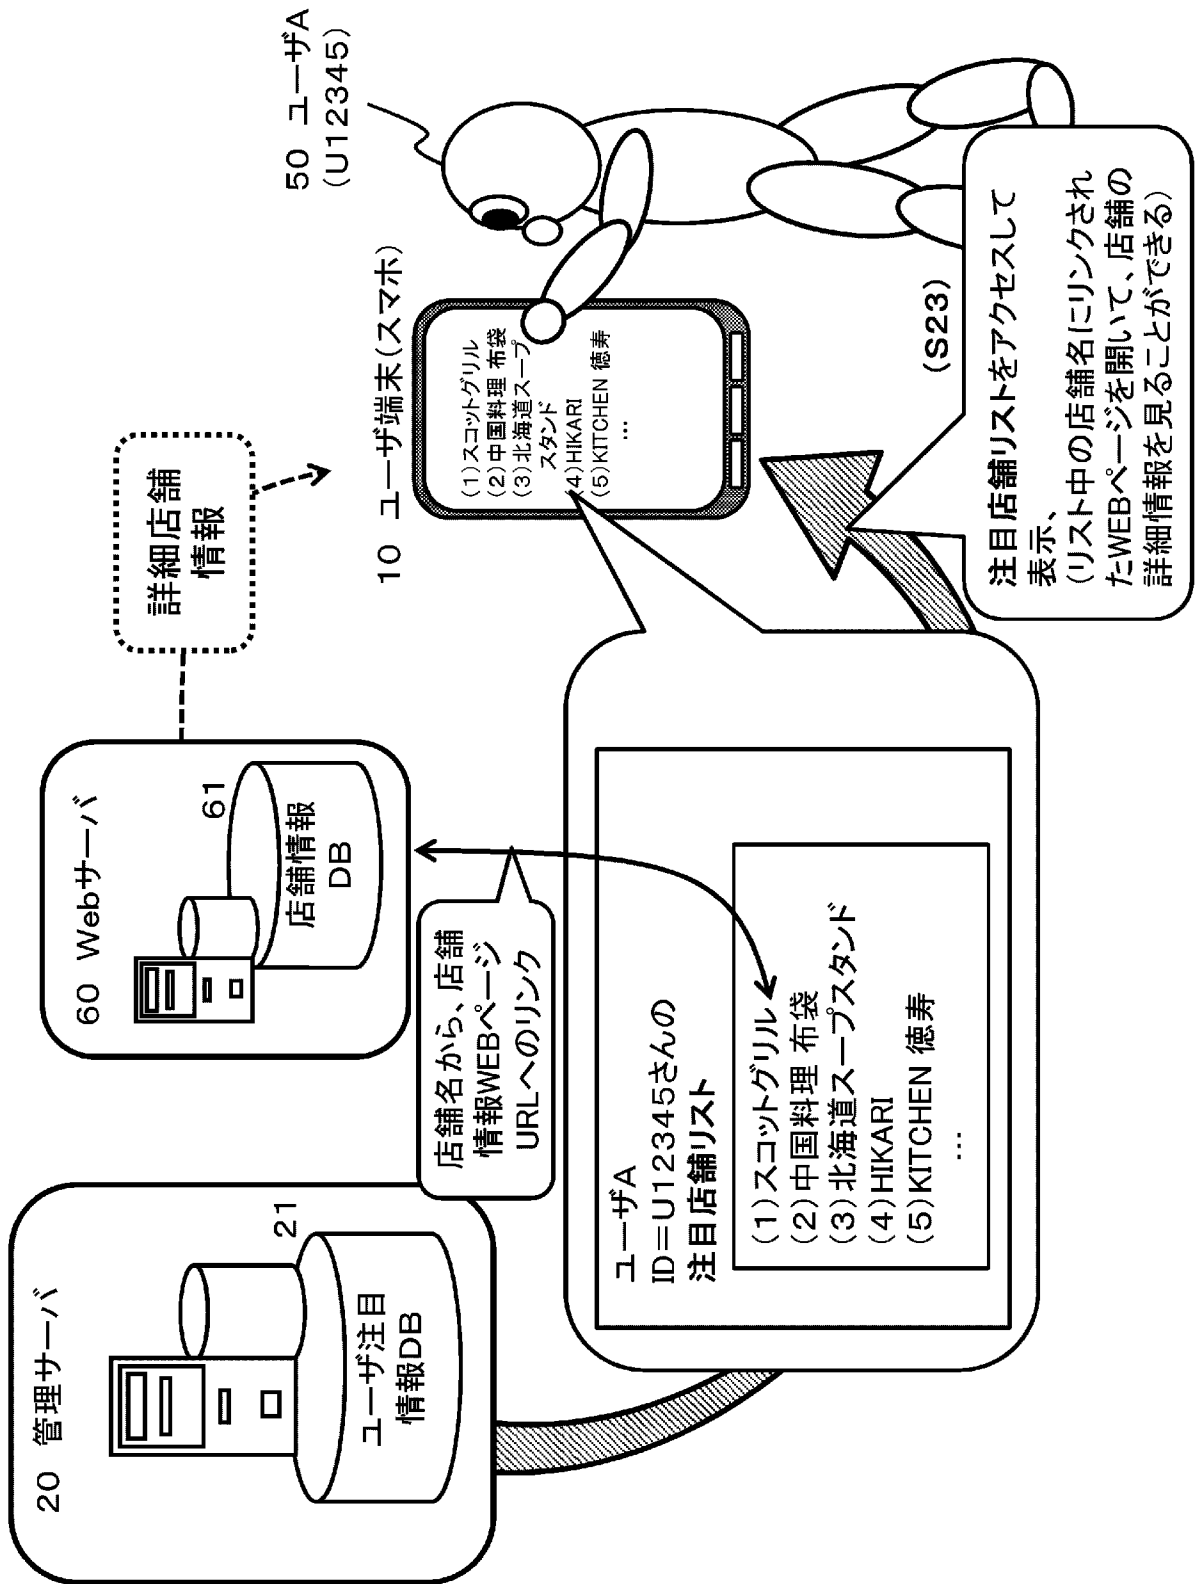 20 管理サーバ
21
ユーザ注目
情報DB
60 Webサーバ
61
店舗情報
DB
詳細店舗
情報
50 ユーザA
(U12345)
10 ユーザ端末(スマホ)
(1)スコットグリル
(2)中国料理 布袋
(3)北海道スープ
スタンド
(4)HIKARI
(5)KITCHEN 徳寿
…
店舗名から、店舗
情報WEBページ
URLへのリンク
ユーザA
ID=U12345さんの
注目店舗リスト
(1)スコットグリル
(2)中国料理 布袋
(3)北海道スープスタンド
(4)HIKARI
(5)KITCHEN 徳寿
…
(S23)
注目店舗リストをアクセスして
表示、
(リスト中の店舗名にリンクされ
たWEBページを開いて、店舗の
詳細情報を見ることができる)